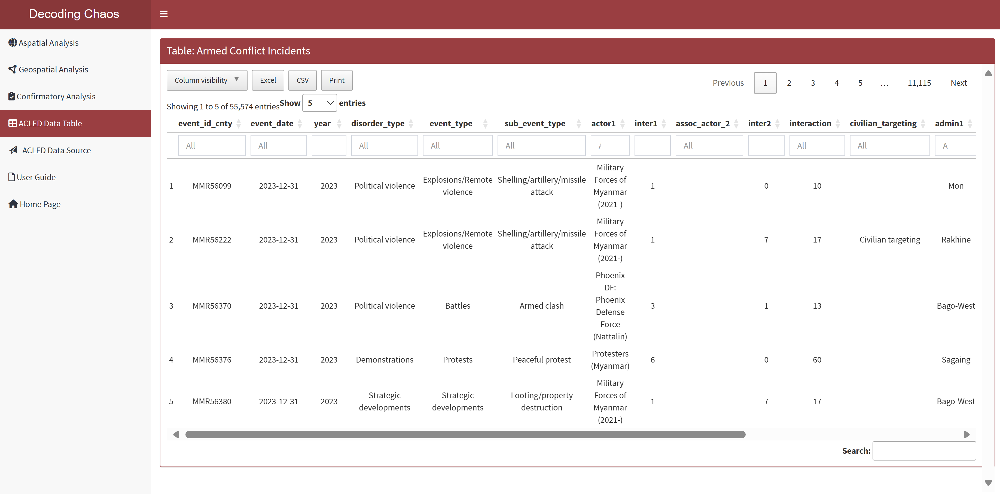 Decoding Chaos
Aspatial Analysis
Geospatial Analysis
Confirmatory Analysis
ACLED Data Table
ACLED Data Source
User Guide
Home Page
Table: Armed Conflict Incidents
Column visibility ▼ Excel CSV Print
Previous 1 2 3 4 5 … 11,115 Next
Showing 1 to 5 of 55,574 entries Show 5 entries
event_id_cnty event_date year disorder_type event_type sub_event_type actor1 inter1 assoc_actor_2 inter2 interaction civilian_targeting admin1
All All All All All All All All A
1 MMR56099 2023-12-31 2023 Political violence Explosions/Remote violence Shelling/artillery/missile attack Military Forces of Myanmar (2021-) 1 0 10 Mon
2 MMR56222 2023-12-31 2023 Political violence Explosions/Remote violence Shelling/artillery/missile attack Military Forces of Myanmar (2021-) 1 7 17 Civilian targeting Rakhine
3 MMR56370 2023-12-31 2023 Political violence Battles Armed clash Phoenix DF: Phoenix Defense Force (Nattalin) 3 1 13 Bago-West
4 MMR56376 2023-12-31 2023 Demonstrations Protests Peaceful protest Protesters (Myanmar) 6 0 60 Sagaing
5 MMR56380 2023-12-31 2023 Strategic developments Strategic developments Looting/property destruction Military Forces of Myanmar (2021-) 1 7 17 Bago-West
Search: